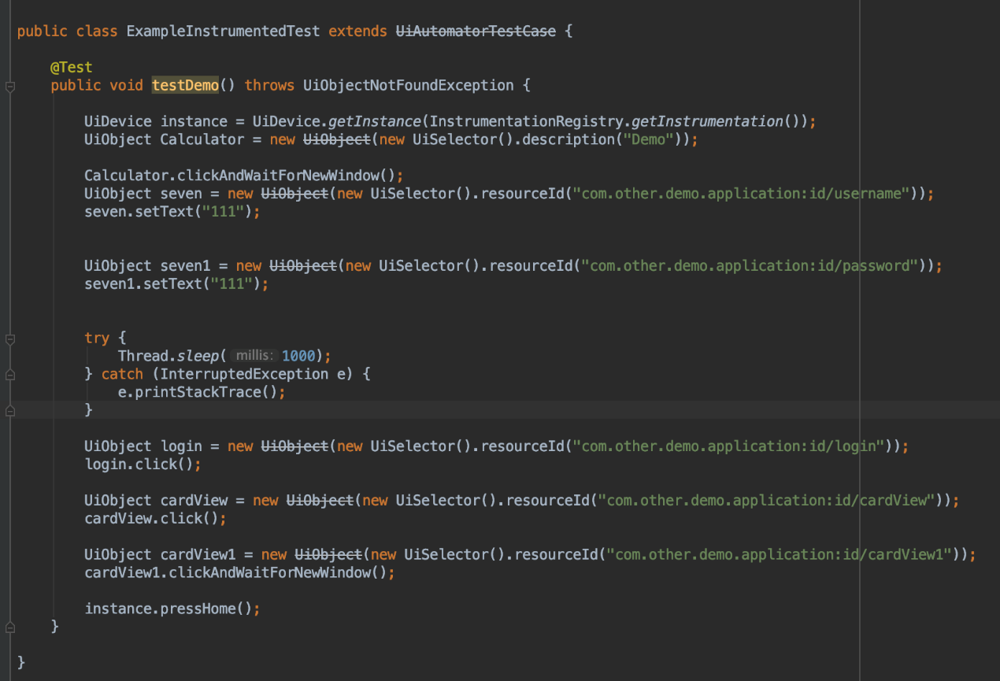 public class ExampleInstrumentedTest extends UiAutomatorTestCase {
@Test
public void testDemo() throws UiObjectNotFoundException {
UiDevice instance = UiDevice.getInstance(InstrumentationRegistry.getInstrumentation());
UiObject Calculator = new UiObject(new UiSelector().description("Demo"));
Calculator.clickAndWaitForNewWindow();
UiObject seven = new UiObject(new UiSelector().resourceId("com.other.demo.application:id/username"));
seven.setText("111");
UiObject seven1 = new UiObject(new UiSelector().resourceId("com.other.demo.application:id/password"));
seven1.setText("111");
try {
Thread.sleep( millis: 1000);
} catch (InterruptedException e) {
e.printStackTrace();
}
UiObject login = new UiObject(new UiSelector().resourceId("com.other.demo.application:id/login"));
login.click();
UiObject cardView = new UiObject(new UiSelector().resourceId("com.other.demo.application:id/cardView"));
cardView.click();
UiObject cardView1 = new UiObject(new UiSelector().resourceId("com.other.demo.application:id/cardView1"));
cardView1.clickAndWaitForNewWindow();
instance.pressHome();
}
}